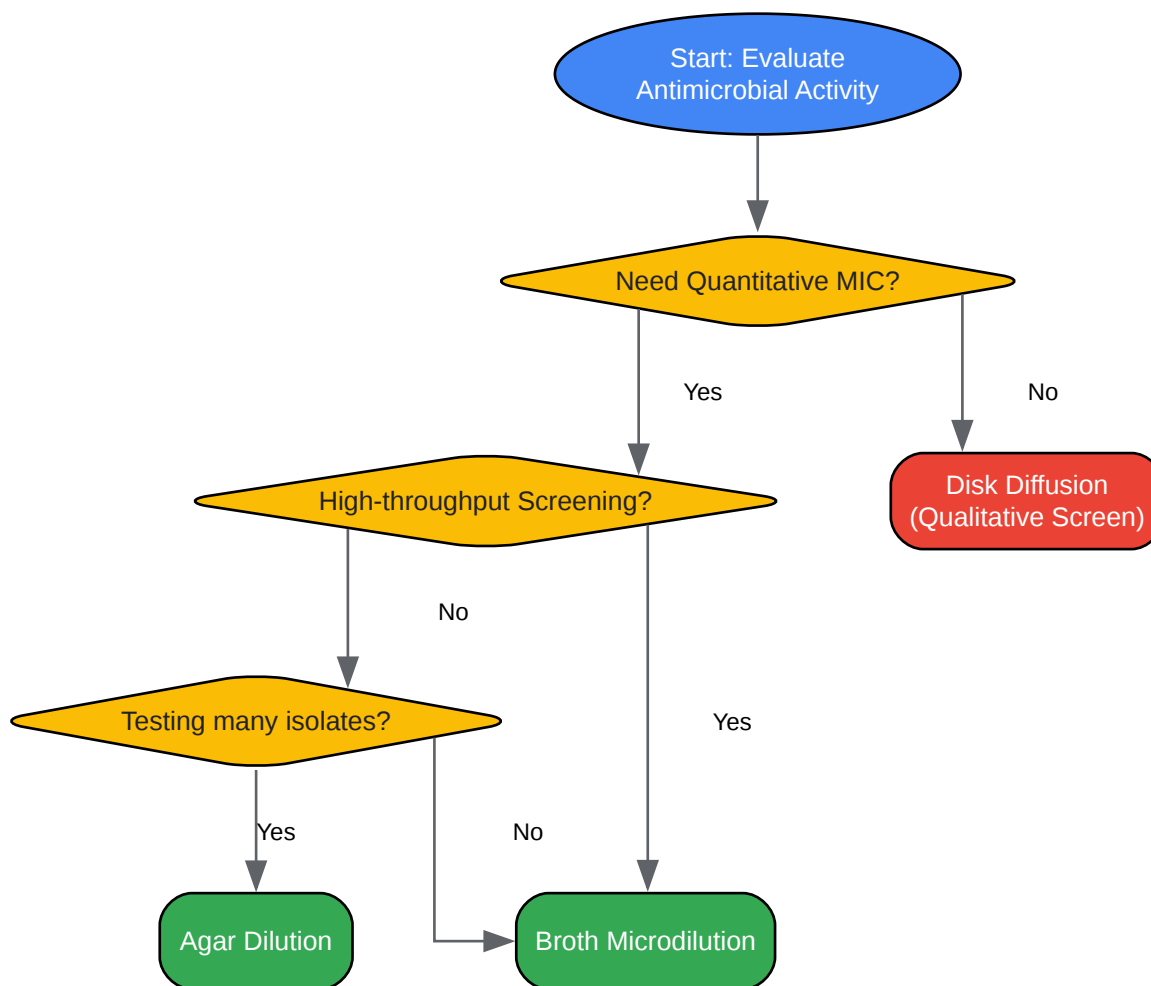 Start: Evaluate
Antimicrobial Activity
Need Quantitative MIC?
Yes
No
Disk Diffusion
(Qualitative Screen)
High-throughput Screening?
No
Yes
Testing many isolates?
Yes
No
Agar Dilution
Broth Microdilution